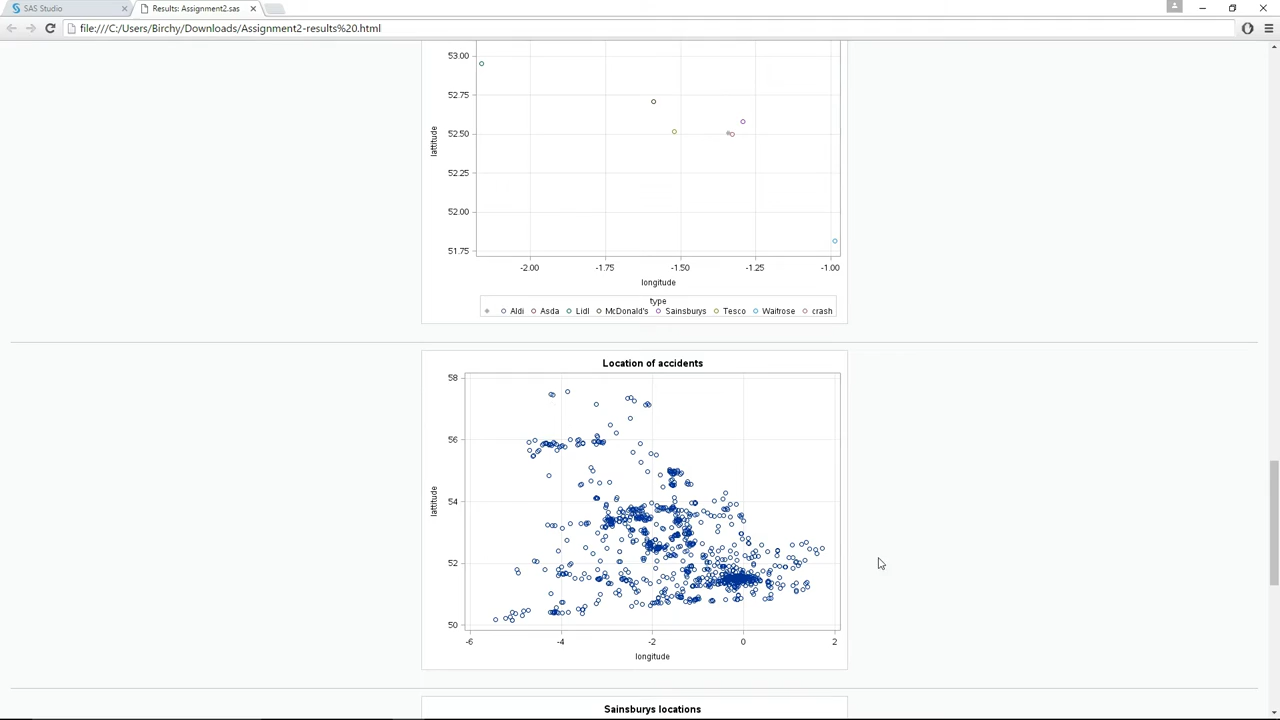 SAS Studio
Results: Assignment2.sas
file:///C:/Users/Birchy/Downloads/Assignment2-results%20.html
53.00
52.75
52.50
52.25
52.00
51.75
lattitude
-2.00 -1.75 -1.50 -1.25 -1.00
longitude
type
Aldi Asda Lidl McDonald's Sainsburys Tesco Waitrose crash
Location of accidents
58
56
54
52
50
lattitude
-6 -4 -2 0 2
longitude
Sainsburys locations